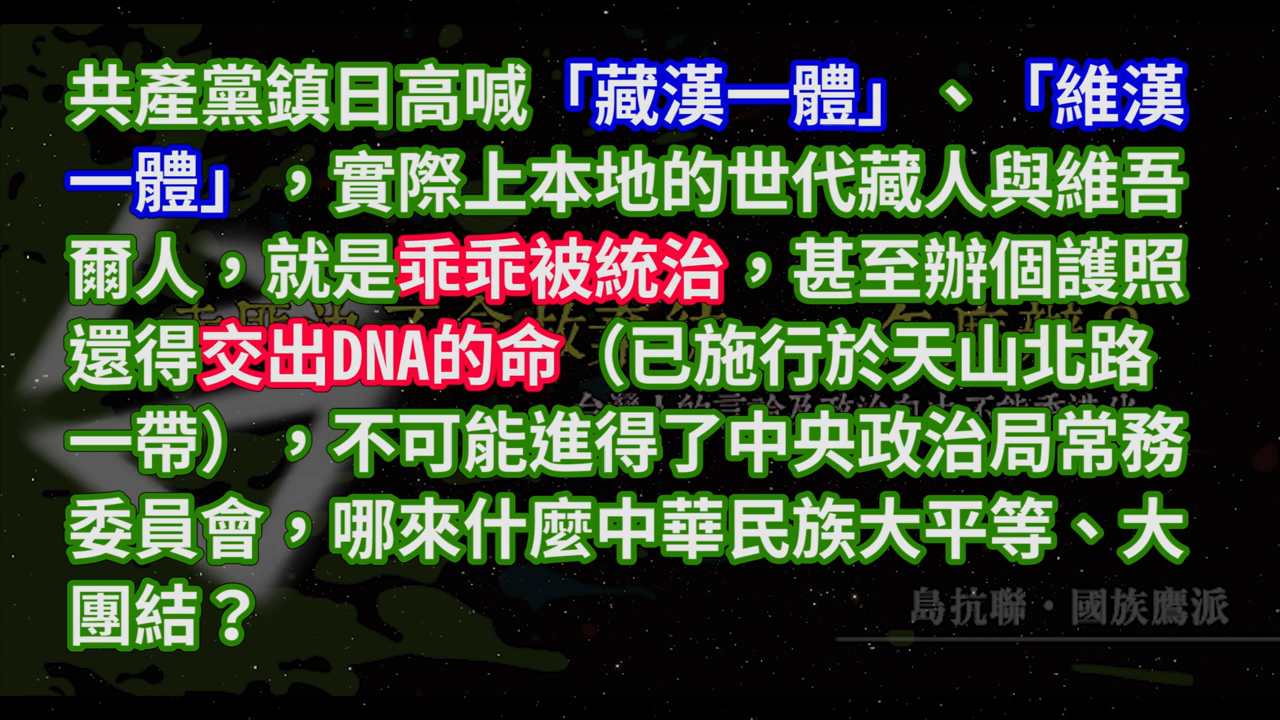 共產黨鎮日高喊「藏漢一體」、「維漢
一體」，實際上本地的世代藏人與維吾
爾人，就是乖乖被統治，甚至辦個護照
還得交出DNA的命（已施行於天山北路
一帶），不可能進得了中央政治局常務
委員會，哪來什麼中華民族大平等、大
團結？
島抗聯・國族鷹派